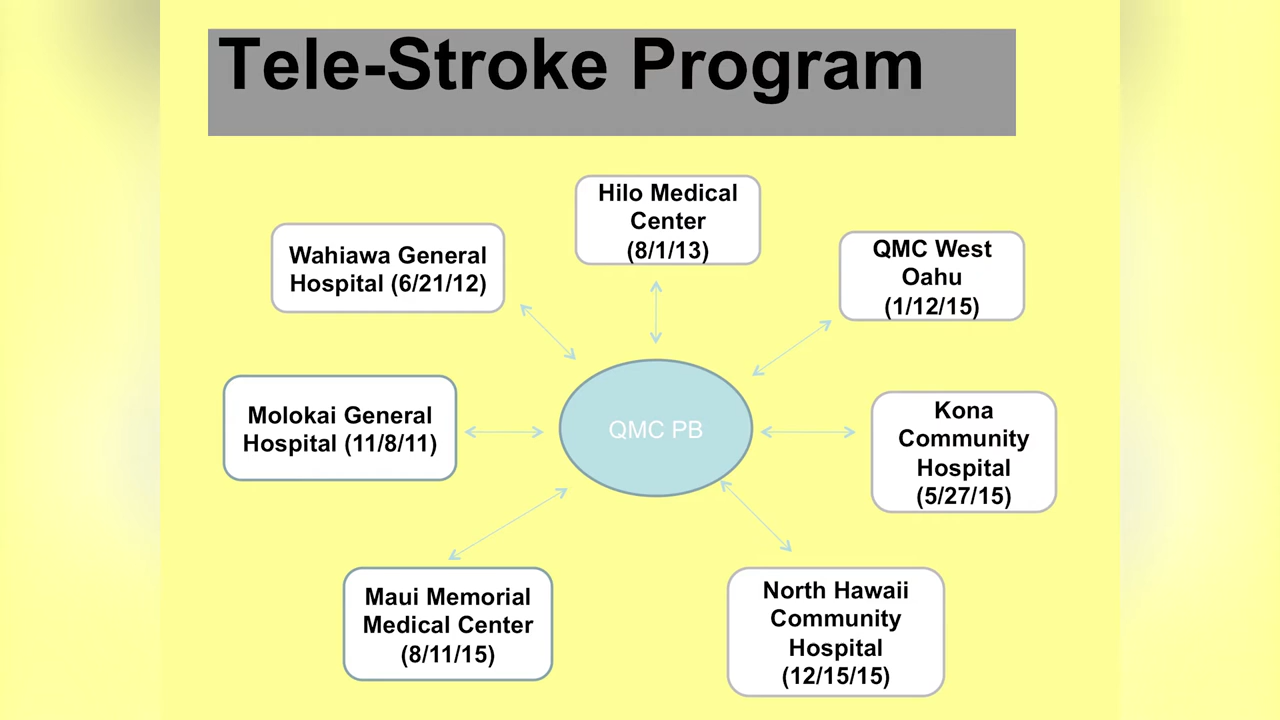 Tele-Stroke Program
Hilo Medical
Center
(8/1/13)
Wahiawa General
Hospital (6/21/12)
QMC West
Oahu
(1/12/15)
Molokai General
Hospital (11/8/11)
QMC PB
Kona
Community
Hospital
(5/27/15)
Maui Memorial
Medical Center
(8/11/15)
North Hawaii
Community
Hospital
(12/15/15)